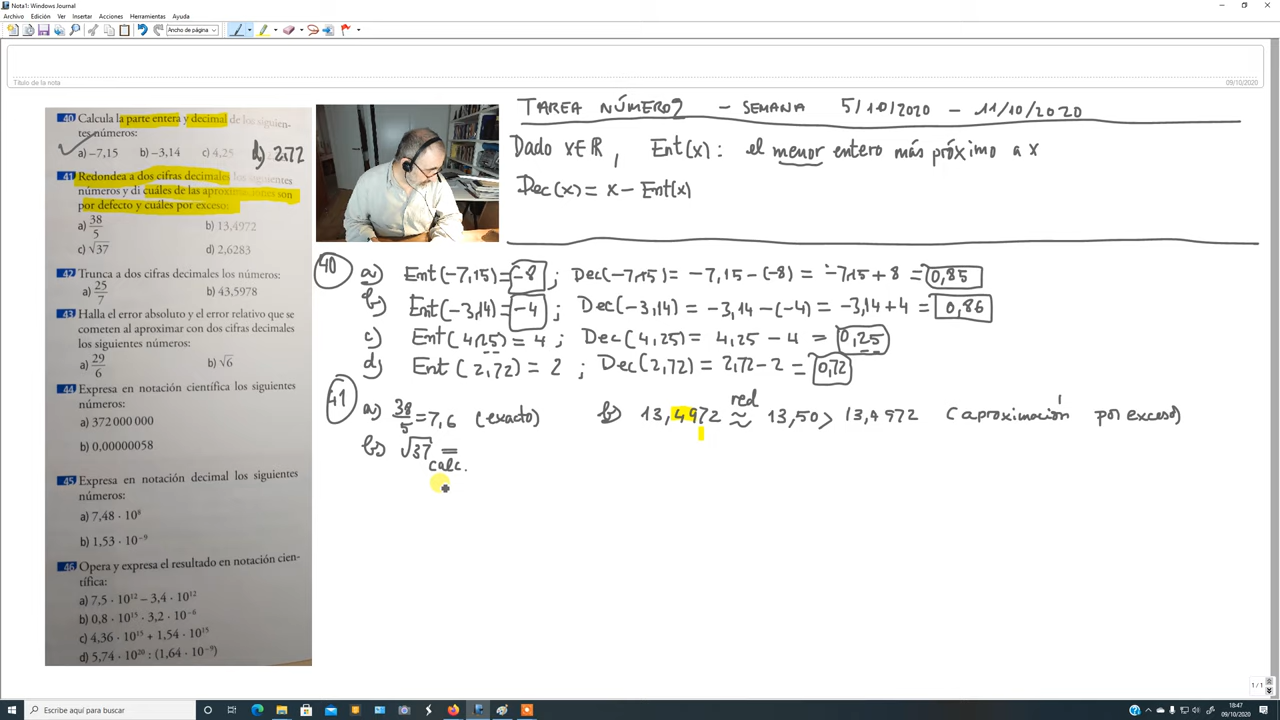 Nota1: Windows Journal
Archivo Edición Ver Insertar Acciones Herramientas Ayuda
Ancho de página
Título de la nota
09/10/2020
TAREA NÚMERO2 - SEMANA 5/10/2020 - 11/10/2020
Dado x∈R, Ent(x): el menor entero más próximo a x
Dec(x) = x - Ent(x)
40 Calcula la parte entera y decimal de los siguien-
tes números:
a) -7,15 b) -3,14 c) 4,25 d) 2,72
41 Redondea a dos cifras decimales los siguientes
números y di cuáles de las aproximaciones son
por defecto y cuáles por exceso:
a) 38/5 b) 13,4972
c) √37 d) 2,6283
42 Trunca a dos cifras decimales los números:
a) 25/7 b) 43,5978
43 Halla el error absoluto y el error relativo que se
cometen al aproximar con dos cifras decimales
los siguientes números:
a) 29/6 b) √6
44 Expresa en notación científica los siguientes
números:
a) 372 000 000
b) 0,00000058
45 Expresa en notación decimal los siguientes
números:
a) 7,48 · 10⁸
b) 1,53 · 10⁻⁹
46 Opera y expresa el resultado en notación cien-
tífica:
a) 7,5 · 10¹² – 3,4 · 10¹²
b) 0,8 · 10¹⁵ · 3,2 · 10⁻⁶
c) 4,36 · 10¹⁵ + 1,54 · 10¹⁵
d) 5,74 · 10²⁰ : (1,64 · 10⁻⁹)
40 a) Ent(-7,15) = -8 ; Dec(-7,15) = -7,15 - (-8) = -7,15 + 8 = 0,85
b) Ent(-3,14) = -4 ; Dec(-3,14) = -3,14 - (-4) = -3,14 + 4 = 0,86
c) Ent(4,25) = 4 ; Dec(4,25) = 4,25 - 4 = 0,25
d) Ent(2,72) = 2 ; Dec(2,72) = 2,72 - 2 = 0,72
41 a) 38/5 = 7,6 (exacto) b) 13,4972 ≈ red 13,50 > 13,4972 (aproximación por exceso)
b) √37 =
calc.
1 / 1
Escribe aquí para buscar
18:47
09/10/2020